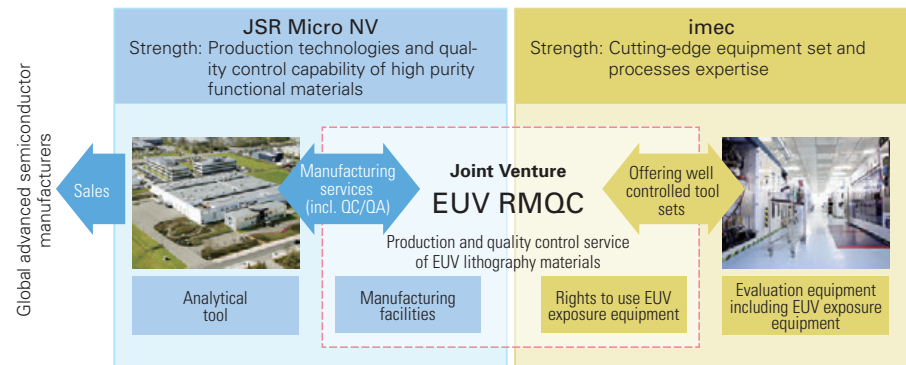 JSR Micro NV
Strength: Production technologies and qual-
ity control capability of high purity
functional materials
imec
Strength: Cutting-edge equipment set and
processes expertise
Global advanced semiconductor
manufacturers
Sales
Manufacturing
services
(incl. QC/QA)
Joint Venture
EUV RMQC
Production and quality control service
of EUV lithography materials
Offering well
controlled tool
sets
Analytical
tool
Manufacturing
facilities
Rights to use EUV
exposure equipment
Evaluation equipment
including EUV exposure
equipment